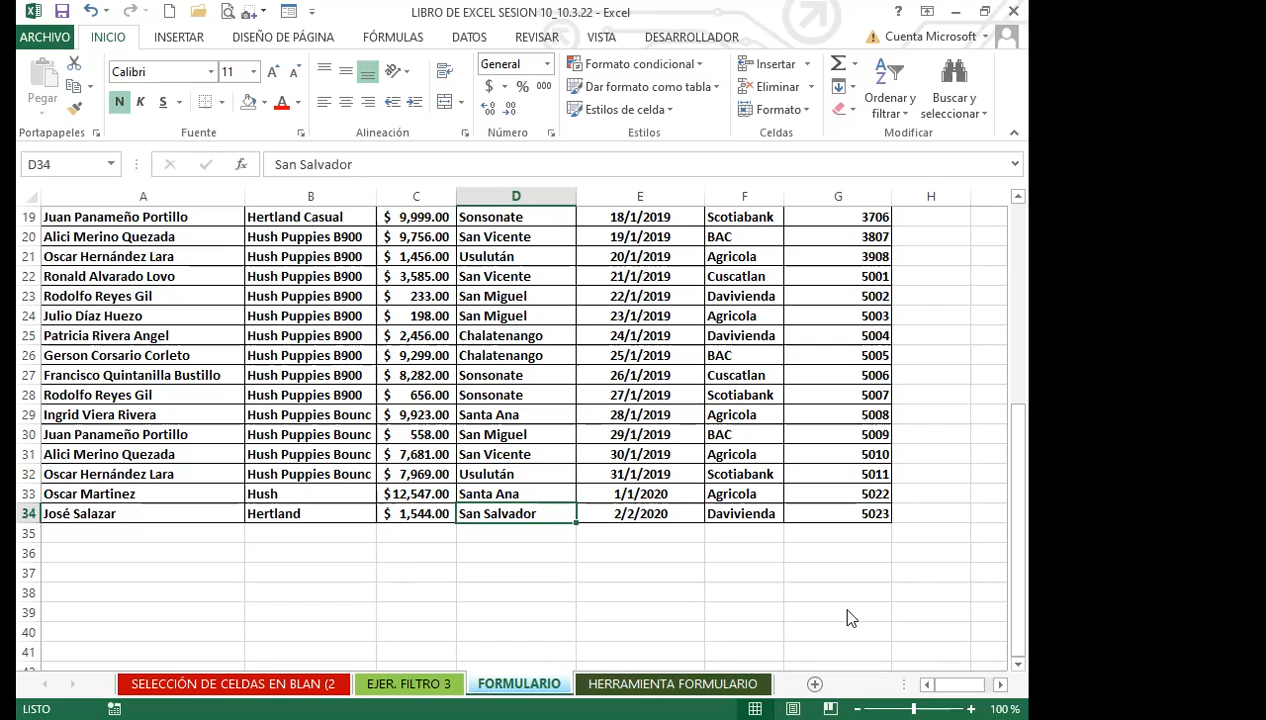 LIBRO DE EXCEL SESION 10_10.3.22 - Excel
ARCHIVO INICIO INSERTAR DISEÑO DE PÁGINA FÓRMULAS DATOS REVISAR VISTA DESARROLLADOR Cuenta Microsoft
Calibri 11 General Formato condicional Insertar
Pegar N K S $ % 000 Dar formato como tabla Eliminar Ordenar y filtrar Buscar y seleccionar
Estilos de celda Formato
Portapapeles Fuente Alineación Número Estilos Celdas Modificar
D34 fx San Salvador
A B C D E F G H
19 Juan Panameño Portillo Hertland Casual $ 9,999.00 Sonsonate 18/1/2019 Scotiabank 3706
20 Alici Merino Quezada Hush Puppies B900 $ 9,756.00 San Vicente 19/1/2019 BAC 3807
21 Oscar Hernández Lara Hush Puppies B900 $ 1,456.00 Usulután 20/1/2019 Agricola 3908
22 Ronald Alvarado Lovo Hush Puppies B900 $ 3,585.00 San Vicente 21/1/2019 Cuscatlan 5001
23 Rodolfo Reyes Gil Hush Puppies B900 $ 233.00 San Miguel 22/1/2019 Davivienda 5002
24 Julio Díaz Huezo Hush Puppies B900 $ 198.00 San Miguel 23/1/2019 Agricola 5003
25 Patricia Rivera Angel Hush Puppies B900 $ 2,456.00 Chalatenango 24/1/2019 Davivienda 5004
26 Gerson Corsario Corleto Hush Puppies B900 $ 9,299.00 Chalatenango 25/1/2019 BAC 5005
27 Francisco Quintanilla Bustillo Hush Puppies B900 $ 8,282.00 Sonsonate 26/1/2019 Cuscatlan 5006
28 Rodolfo Reyes Gil Hush Puppies B900 $ 656.00 Sonsonate 27/1/2019 Scotiabank 5007
29 Ingrid Viera Rivera Hush Puppies Bounc $ 9,923.00 Santa Ana 28/1/2019 Agricola 5008
30 Juan Panameño Portillo Hush Puppies Bounc $ 558.00 San Miguel 29/1/2019 BAC 5009
31 Alici Merino Quezada Hush Puppies Bounc $ 7,681.00 San Vicente 30/1/2019 Agricola 5010
32 Oscar Hernández Lara Hush Puppies Bounc $ 7,969.00 Usulután 31/1/2019 Scotiabank 5011
33 Oscar Martinez Hush $12,547.00 Santa Ana 1/1/2020 Agricola 5022
34 José Salazar Hertland $ 1,544.00 San Salvador 2/2/2020 Davivienda 5023
35
36
37
38
39
40
41
SELECCIÓN DE CELDAS EN BLAN (2 EJER. FILTRO 3 FORMULARIO HERRAMIENTA FORMULARIO
LISTO 100 %